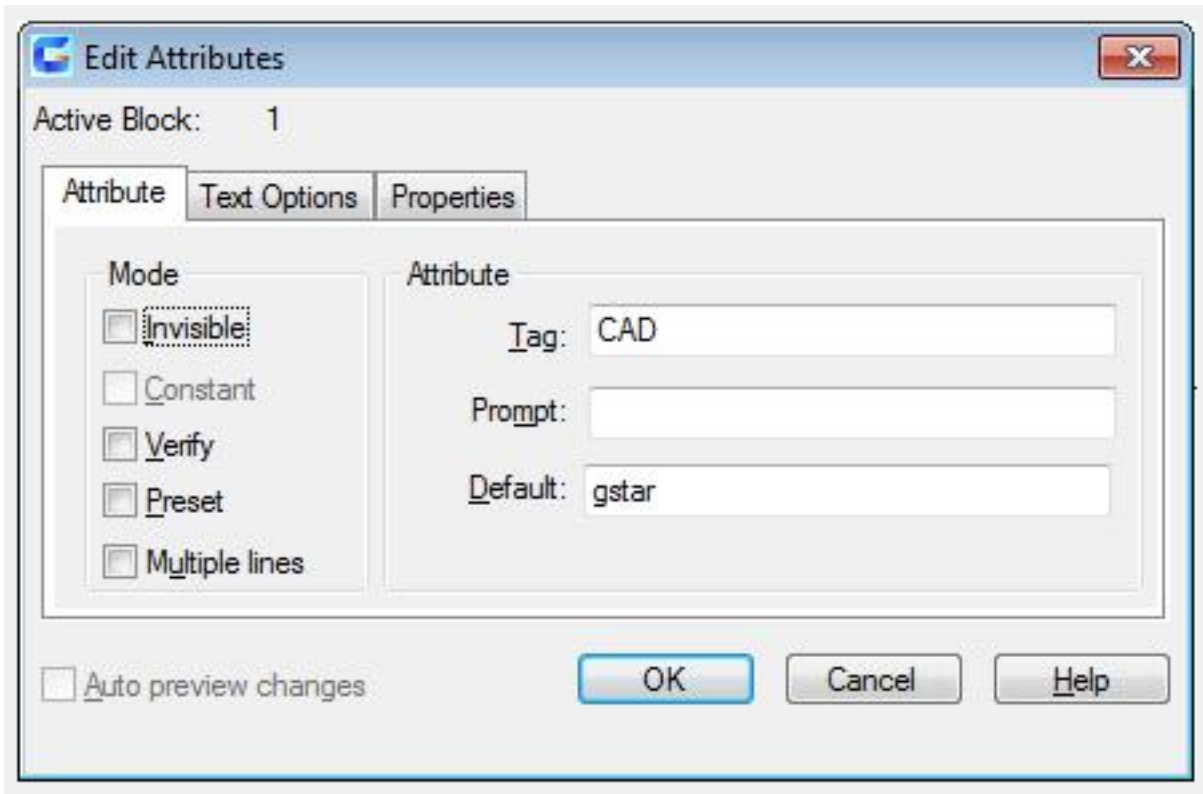 Edit Attributes
Active Block: 1
Attribute Text Options Properties
Mode
Invisible
Constant
Verify
Preset
Multiple lines
Attribute
Tag: CAD
Prompt:
Default: gstar
Auto preview changes
OK Cancel Help